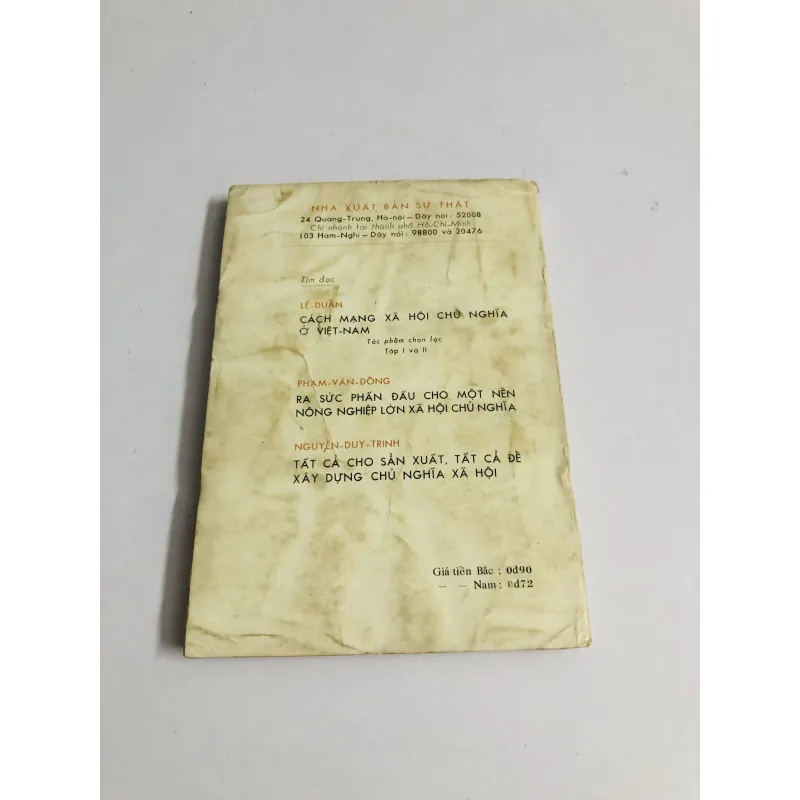 NHÀ XUẤT BẢN SỰ THẬT
24 Quang-Trung, Hà-nội – Dây nói : 52008
Chi nhánh tại thành phố Hồ-Chí-Minh
103 Hàm-Nghi – Dây nói : 98800 và 20476
Tìm đọc
LÊ-DUẨN
CÁCH MẠNG XÃ HỘI CHỦ NGHĨA
Ở VIỆT-NAM
Tác phẩm chọn lọc
Tập I và II
PHẠM-VĂN-ĐỒNG
RA SỨC PHẤN ĐẤU CHO MỘT NỀN
NÔNG NGHIỆP LỚN XÃ HỘI CHỦ NGHĨA
NGUYỄN-DUY-TRINH
TẤT CẢ CHO SẢN XUẤT, TẤT CẢ ĐỂ
XÂY DỰNG CHỦ NGHĨA XÃ HỘI
Giá tiền Bắc : 0đ90
— — Nam : 0đ72